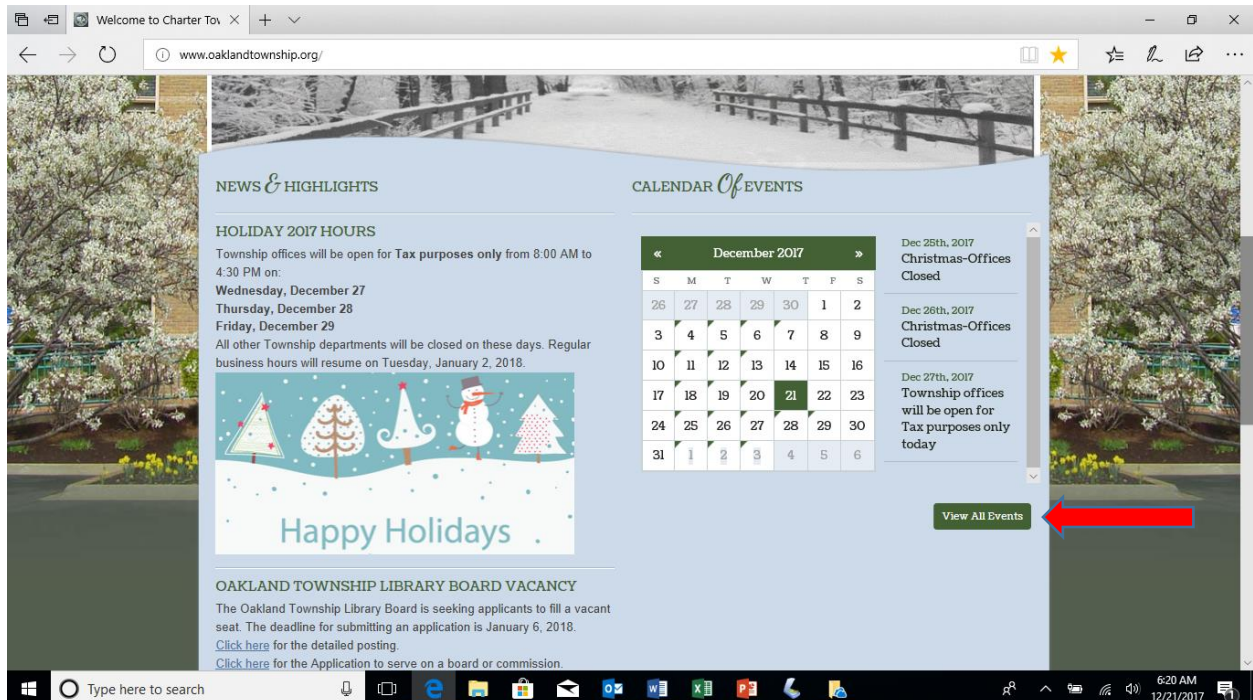 Welcome to Charter Tov
www.oaklandtownship.org/
NEWS & HIGHLIGHTS
HOLIDAY 2017 HOURS
Township offices will be open for Tax purposes only from 8:00 AM to
4:30 PM on:
Wednesday, December 27
Thursday, December 28
Friday, December 29
All other Township departments will be closed on these days. Regular
business hours will resume on Tuesday, January 2, 2018.
Happy Holidays .
OAKLAND TOWNSHIP LIBRARY BOARD VACANCY
The Oakland Township Library Board is seeking applicants to fill a vacant
seat. The deadline for submitting an application is January 6, 2018.
Click here for the detailed posting.
Click here for the Application to serve on a board or commission.
CALENDAR Of EVENTS
« December 2017 »
S M T W T F S
26 27 28 29 30 1 2
3 4 5 6 7 8 9
10 11 12 13 14 15 16
17 18 19 20 21 22 23
24 25 26 27 28 29 30
31 1 2 3 4 5 6
Dec 25th, 2017
Christmas-Offices
Closed
Dec 26th, 2017
Christmas-Offices
Closed
Dec 27th, 2017
Township offices
will be open for
Tax purposes only
today
View All Events
Type here to search
6:20 AM
12/21/2017